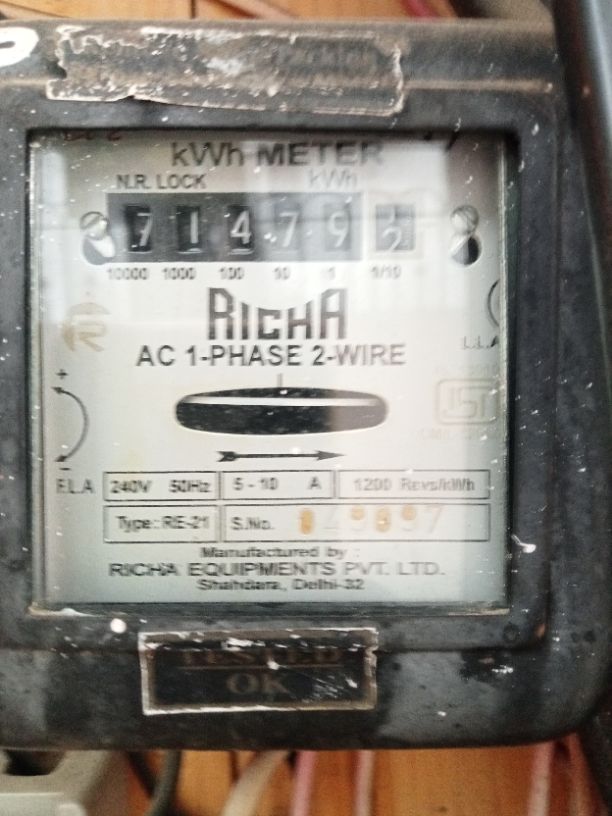 kWh METER
N.R. LOCK kWh
7 1 4 7 9 2
10000 1000 100 10 1 1/10
RICHA
AC 1-PHASE 2-WIRE
+
-
F.L.A
L.L.A
ISI
240V 50Hz 5 - 10 A 1200 Revs/kWh
Type: RE-21 S.No.
Manufactured by :
RICHA EQUIPMENTS PVT. LTD.
Shahdara, Delhi-32
TESTED
OK